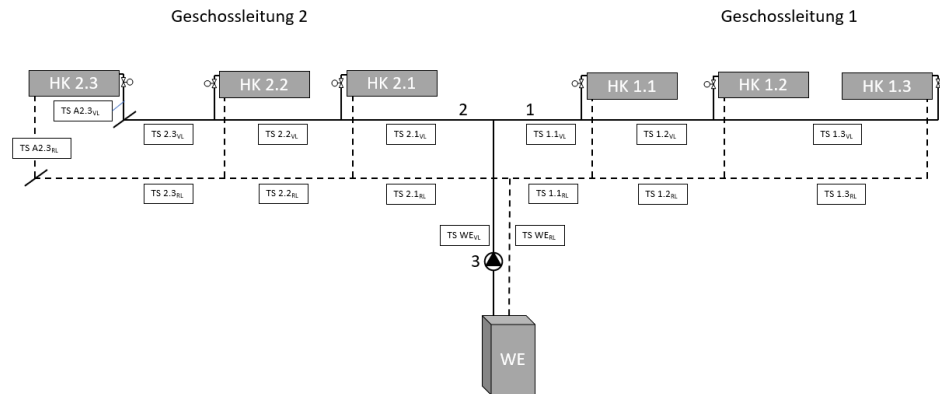 Geschossleitung 2
Geschossleitung 1
HK 2.3
HK 2.2
HK 2.1
HK 1.1
HK 1.2
HK 1.3
TS A2.3VL
2
1
TS 2.3VL
TS 2.2VL
TS 2.1VL
TS 1.1VL
TS 1.2VL
TS 1.3VL
TS A2.3RL
TS 2.3RL
TS 2.2RL
TS 2.1RL
TS 1.1RL
TS 1.2RL
TS 1.3RL
TS WEVL
TS WERL
3
WE